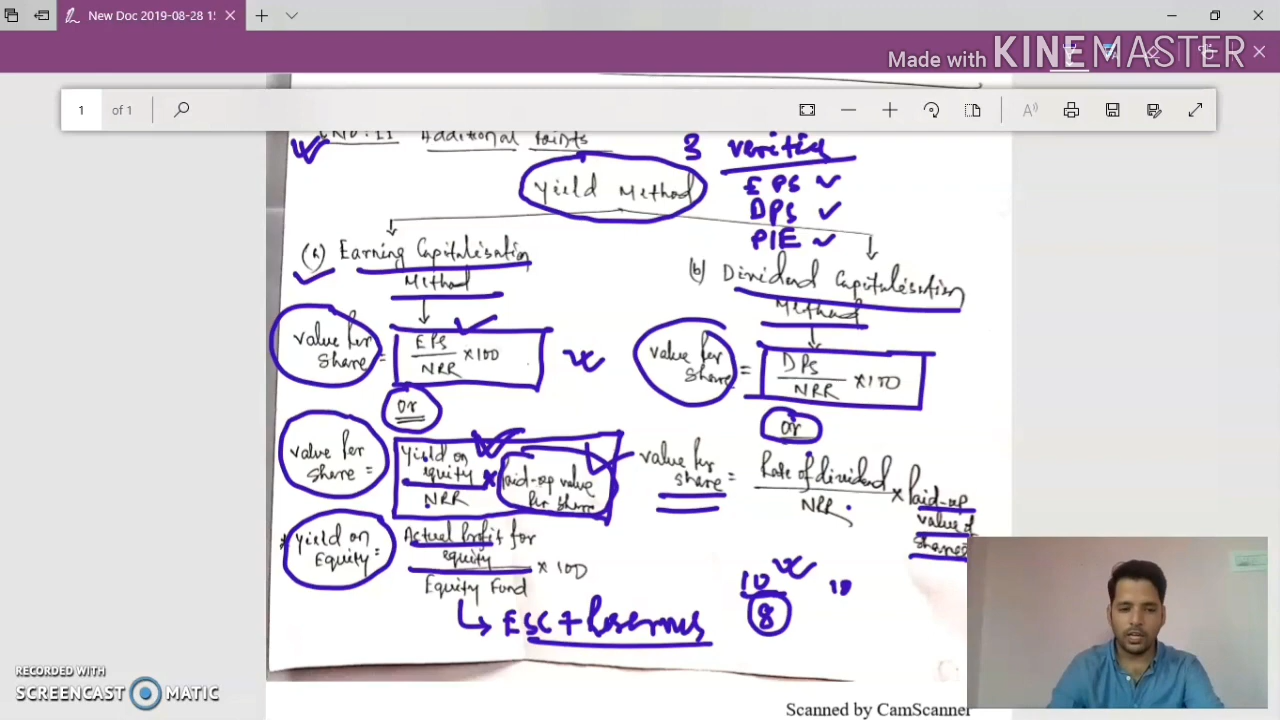 New Doc 2019-08-28 15
Made with KINEMASTER
1 of 1
Additional Points
3 verities
EPS
DPS
PIE
Yield Method
(a) Earning Capitalisation
Method
(b) Dividend Capitalisation
Method
value per
share =
EPS
NRR
×100
value per
share =
DPS
NRR
×100
or
or
value per
share =
Yield on
equity
NRR
×
Paid-up value
per share
value per
share =
Rate of dividend
NRR
× Paid-up
value of
shares
* Yield on
Equity =
Actual Profit for
equity
Equity Fund
× 100
ESC + Reserves
10
8
10
RECORDED WITH
SCREENCAST MATIC
Scanned by CamScanner